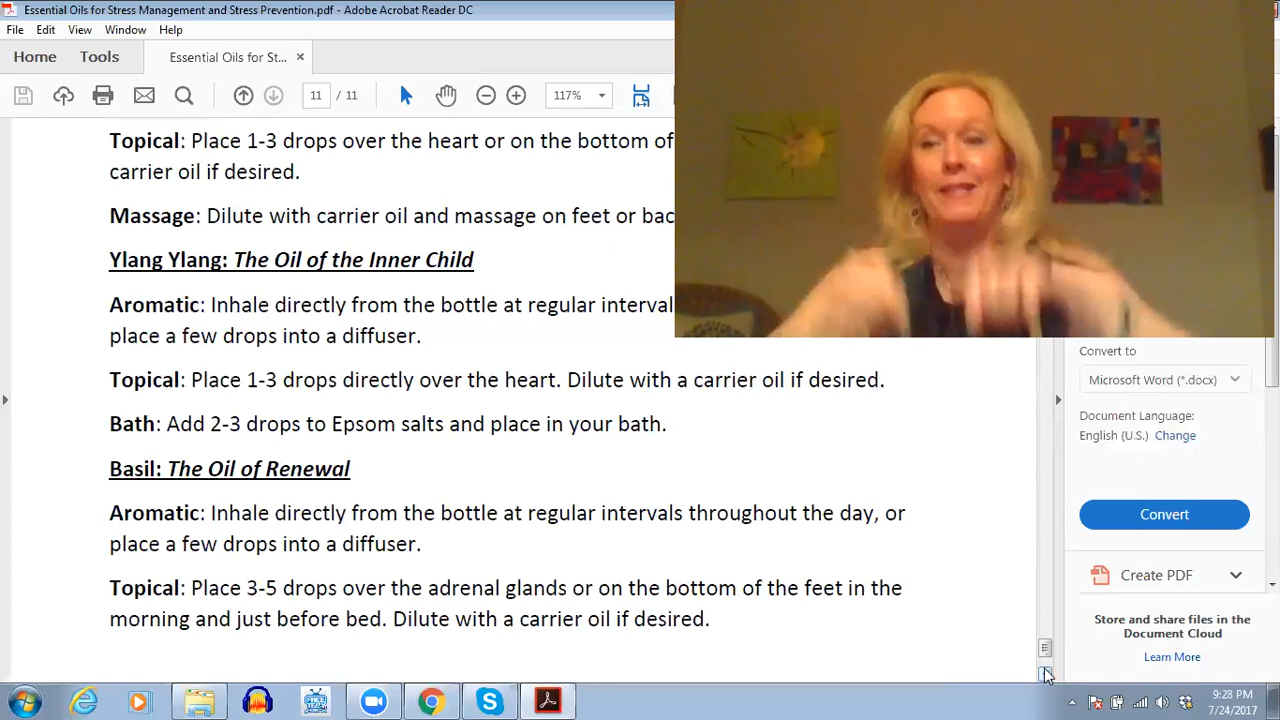 Essential Oils for Stress Management and Stress Prevention.pdf - Adobe Acrobat Reader DC
File Edit View Window Help
Home Tools Essential Oils for St... ×
11 / 11 117%
Topical: Place 1-3 drops over the heart or on the bottom of
carrier oil if desired.
Massage: Dilute with carrier oil and massage on feet or bac
Ylang Ylang: The Oil of the Inner Child
Aromatic: Inhale directly from the bottle at regular interval
place a few drops into a diffuser.
Topical: Place 1-3 drops directly over the heart. Dilute with a carrier oil if desired.
Bath: Add 2-3 drops to Epsom salts and place in your bath.
Basil: The Oil of Renewal
Aromatic: Inhale directly from the bottle at regular intervals throughout the day, or
place a few drops into a diffuser.
Topical: Place 3-5 drops over the adrenal glands or on the bottom of the feet in the
morning and just before bed. Dilute with a carrier oil if desired.
Convert to
Microsoft Word (*.docx)
Document Language:
English (U.S.) Change
Convert
Create PDF
Store and share files in the
Document Cloud
Learn More
9:28 PM
7/24/2017